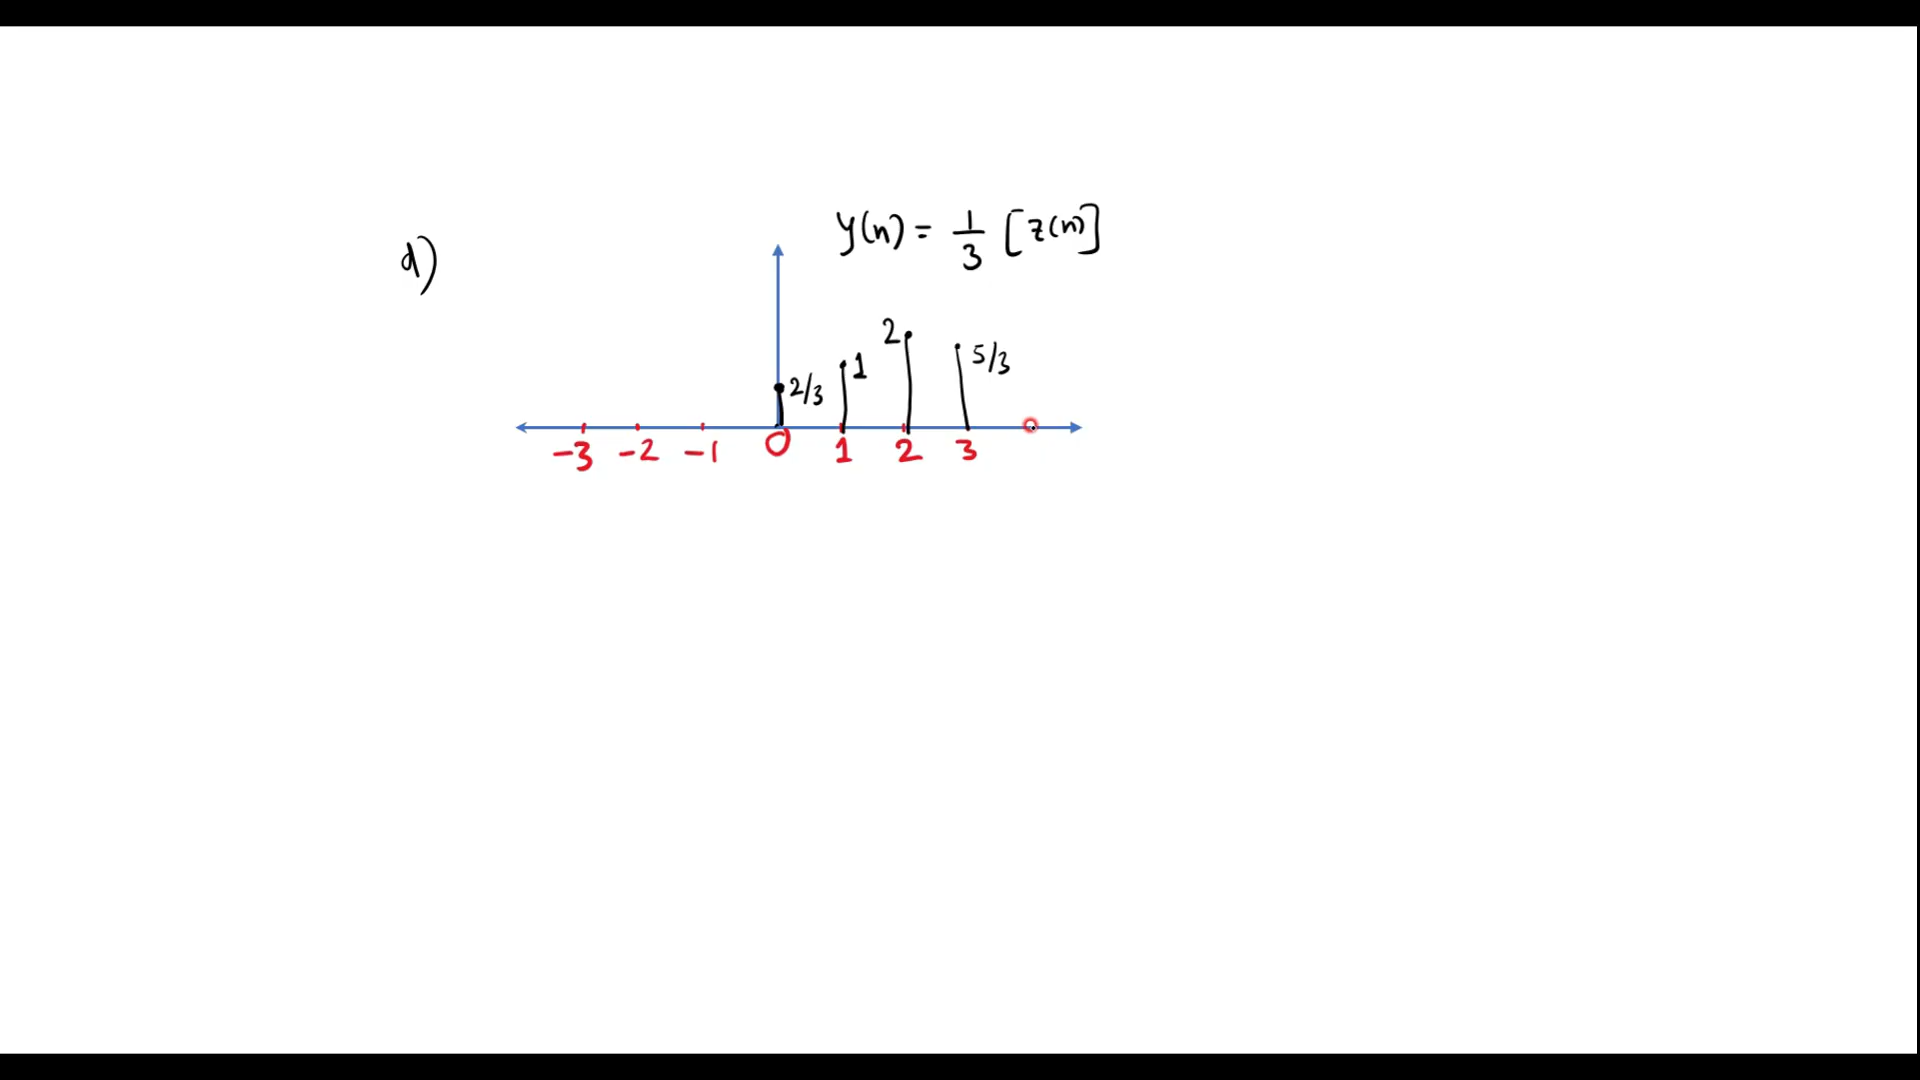 y(n) = 1/3 [z(n)]
d)
2/3 1 2 5/3
-3 -2 -1 0 1 2 3